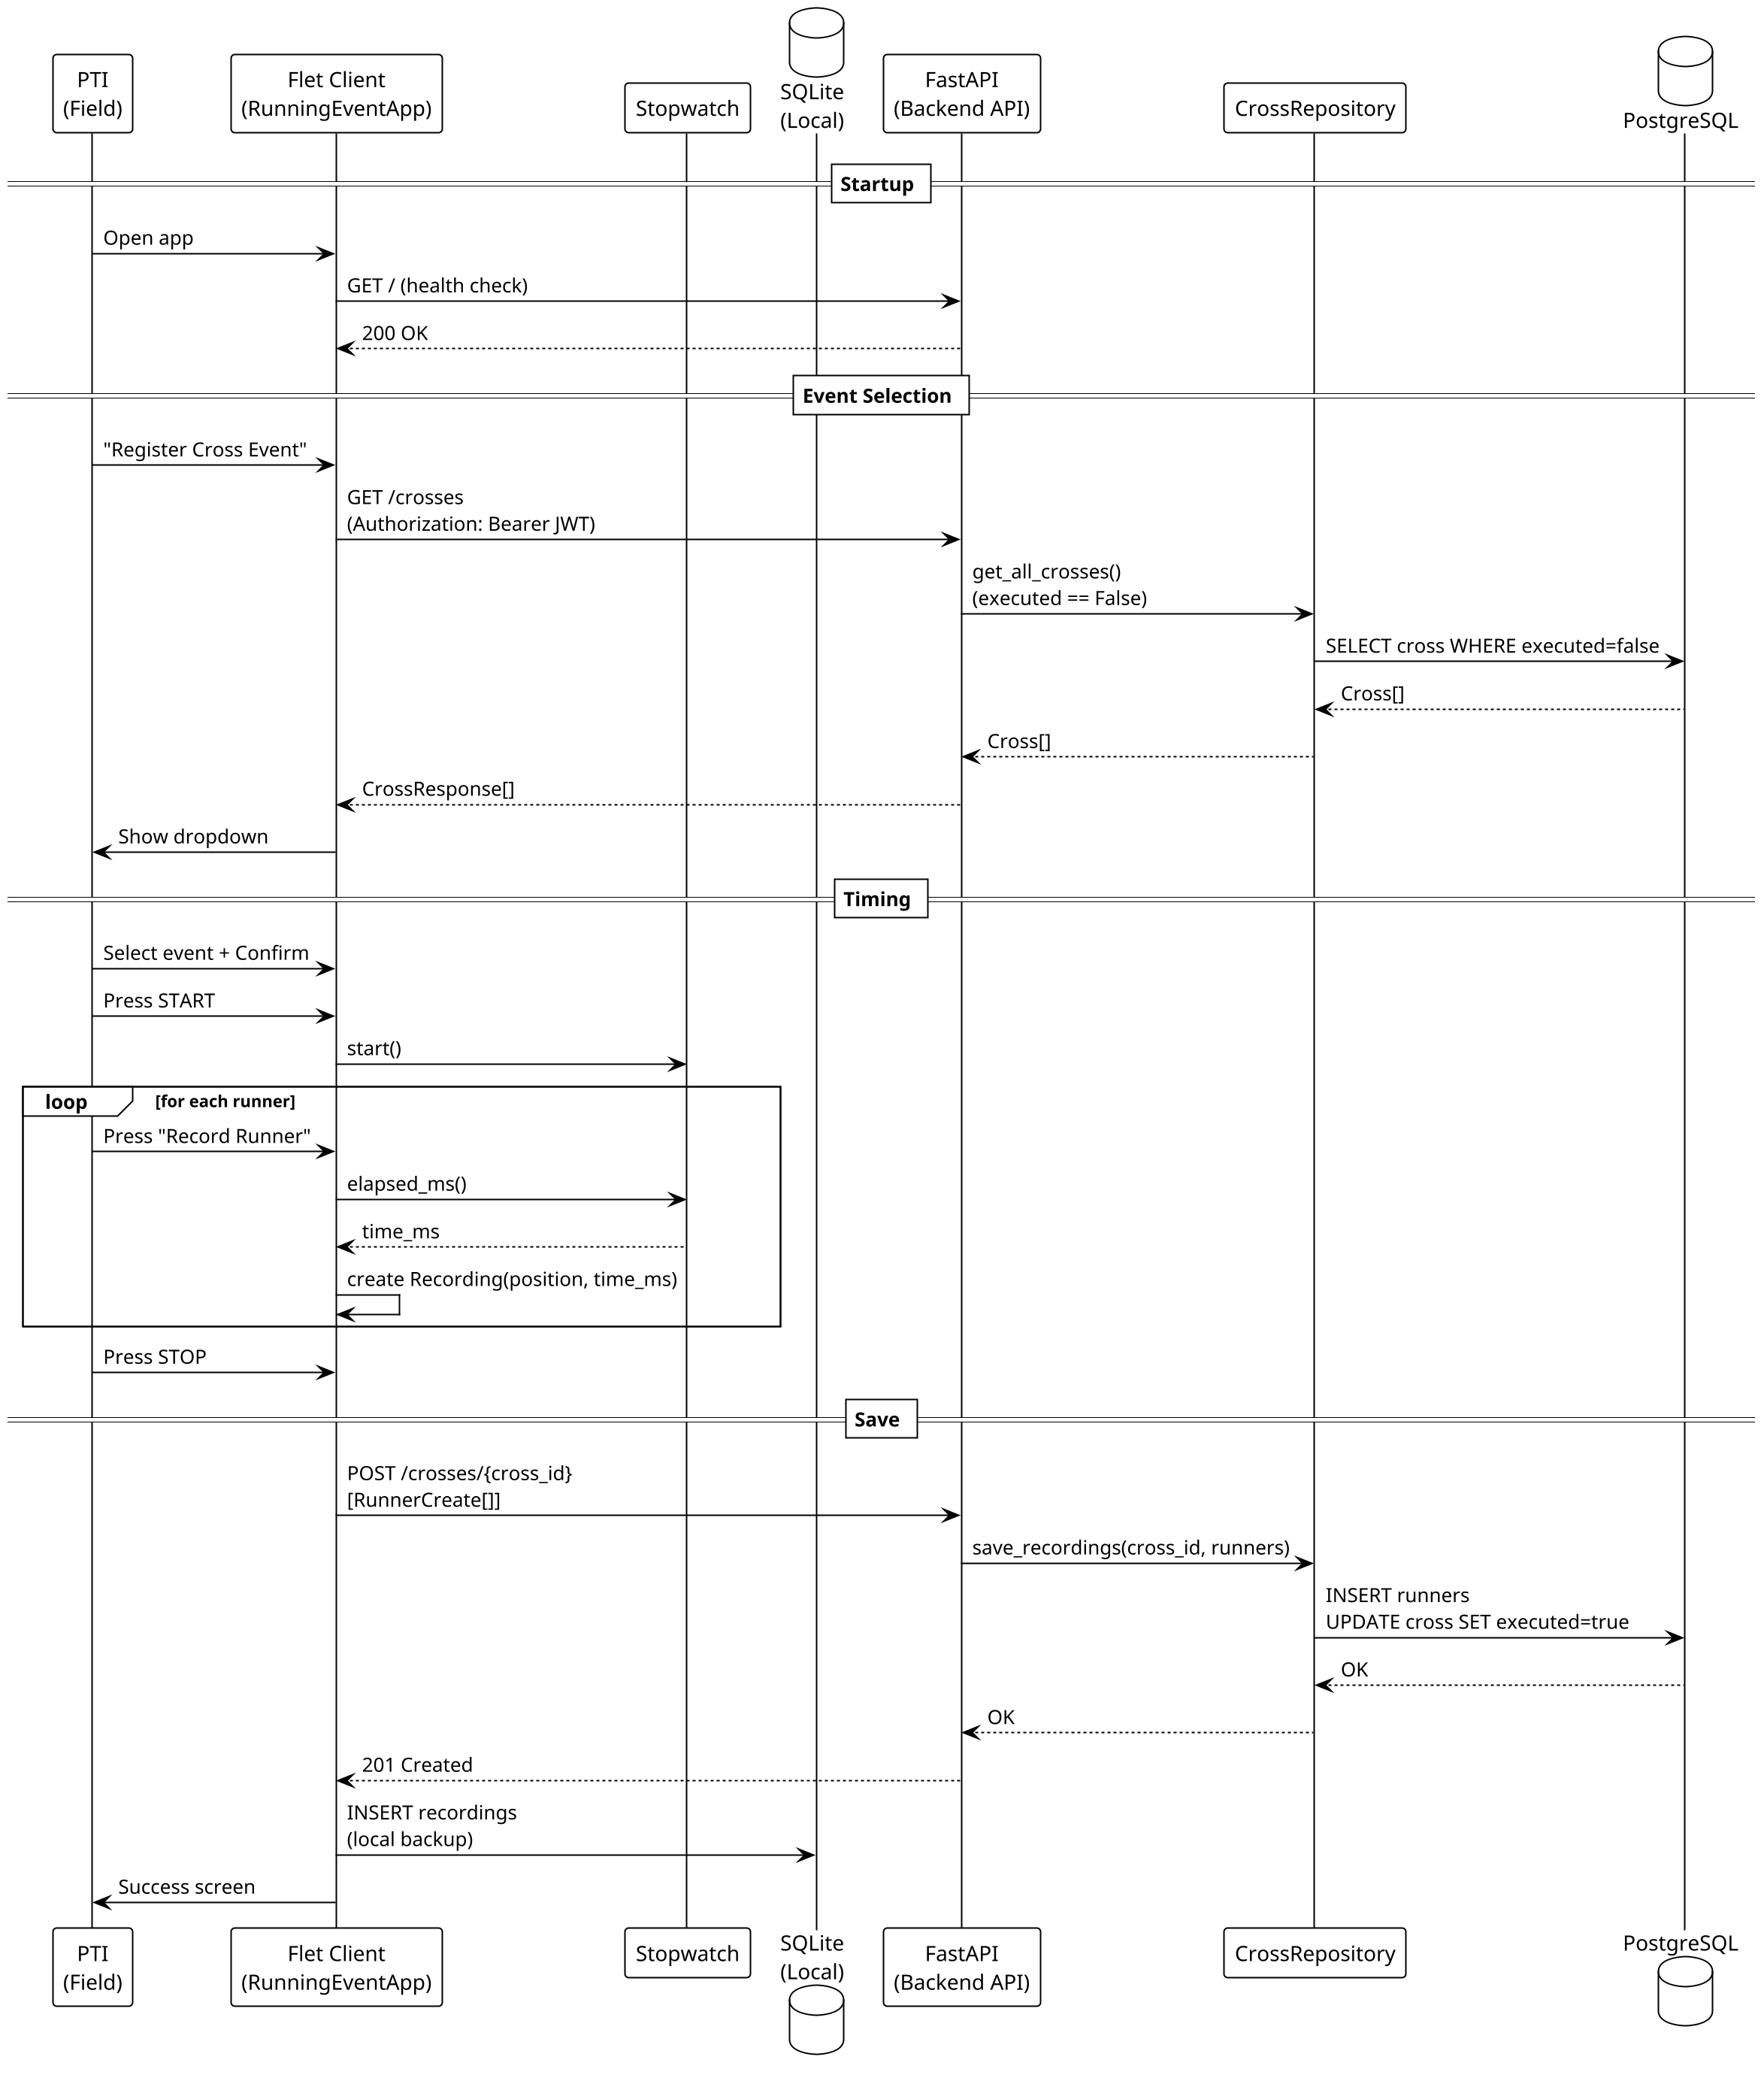 PTI
(Field)
Flet Client
(RunningEventApp)
Stopwatch
SQLite
(Local)
FastAPI
(Backend API)
CrossRepository
PostgreSQL
Startup
Open app
GET / (health check)
200 OK
Event Selection
"Register Cross Event"
GET /crosses
(Authorization: Bearer JWT)
get_all_crosses()
(executed == False)
SELECT cross WHERE executed=false
Cross[]
Cross[]
CrossResponse[]
Show dropdown
Timing
Select event + Confirm
Press START
start()
loop [for each runner]
Press "Record Runner"
elapsed_ms()
time_ms
create Recording(position, time_ms)
Press STOP
Save
POST /crosses/{cross_id}
[RunnerCreate[]]
save_recordings(cross_id, runners)
INSERT runners
UPDATE cross SET executed=true
OK
OK
201 Created
INSERT recordings
(local backup)
Success screen
PTI
(Field)
Flet Client
(RunningEventApp)
Stopwatch
SQLite
(Local)
FastAPI
(Backend API)
CrossRepository
PostgreSQL